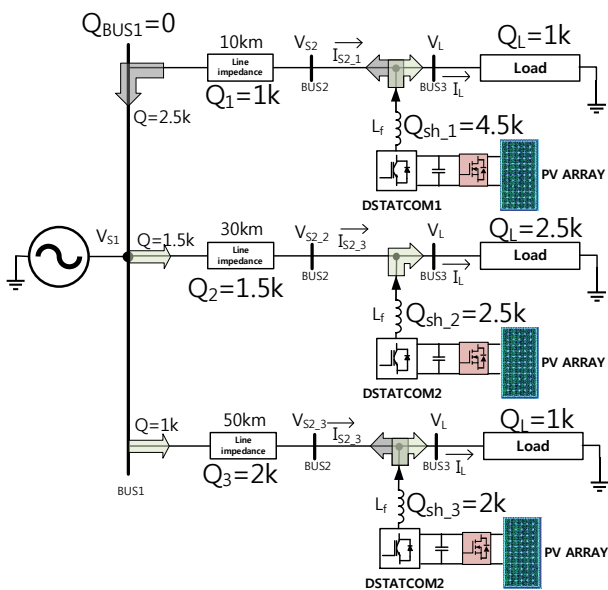 Q_BUS1=0
10km
Line impedance
Q_1=1k
V_S2
I_S2_1
BUS2
V_L
BUS3
I_L
Q_L=1k
Load
Q=2.5k
L_f
Q_sh_1=4.5k
DSTATCOM1
PV ARRAY
V_S1
Q=1.5k
30km
Line impedance
Q_2=1.5k
V_S2_2
I_S2_3
BUS2
V_L
BUS3
I_L
Q_L=2.5k
Load
L_f
Q_sh_2=2.5k
DSTATCOM2
PV ARRAY
Q=1k
50km
Line impedance
Q_3=2k
V_S2_3
I_S2_3
BUS2
V_L
BUS3
I_L
Q_L=1k
Load
BUS1
L_f
Q_sh_3=2k
DSTATCOM2
PV ARRAY